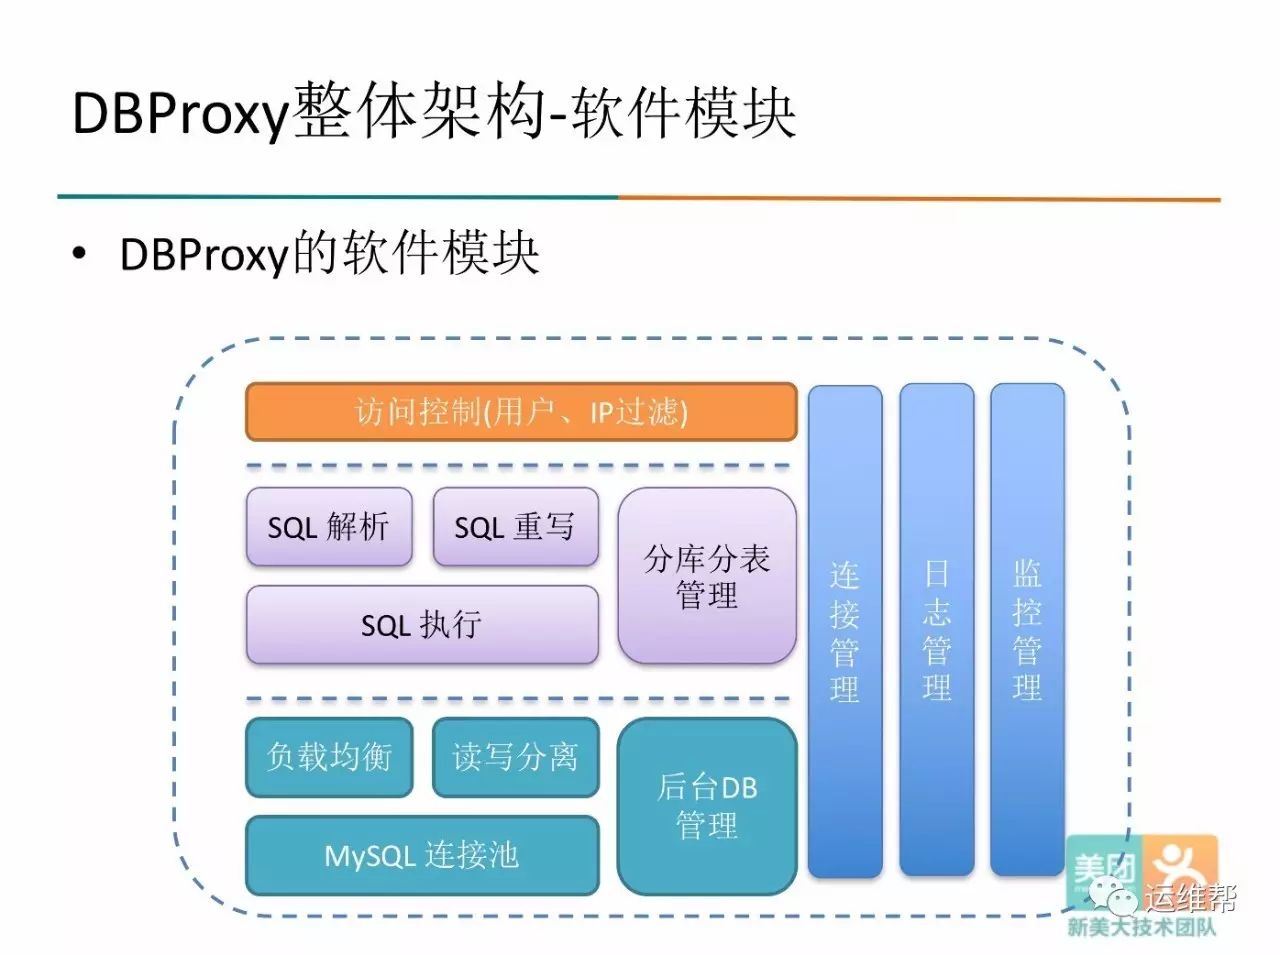 DBProxy整体架构-软件模块
• DBProxy的软件模块
访问控制(用户、IP过滤)
SQL 解析
SQL 重写
分库分表
管理
SQL 执行
负载均衡
读写分离
后台DB
管理
MySQL 连接池
连接管理
日志管理
监控管理
美团
运维帮
新美大技术团队